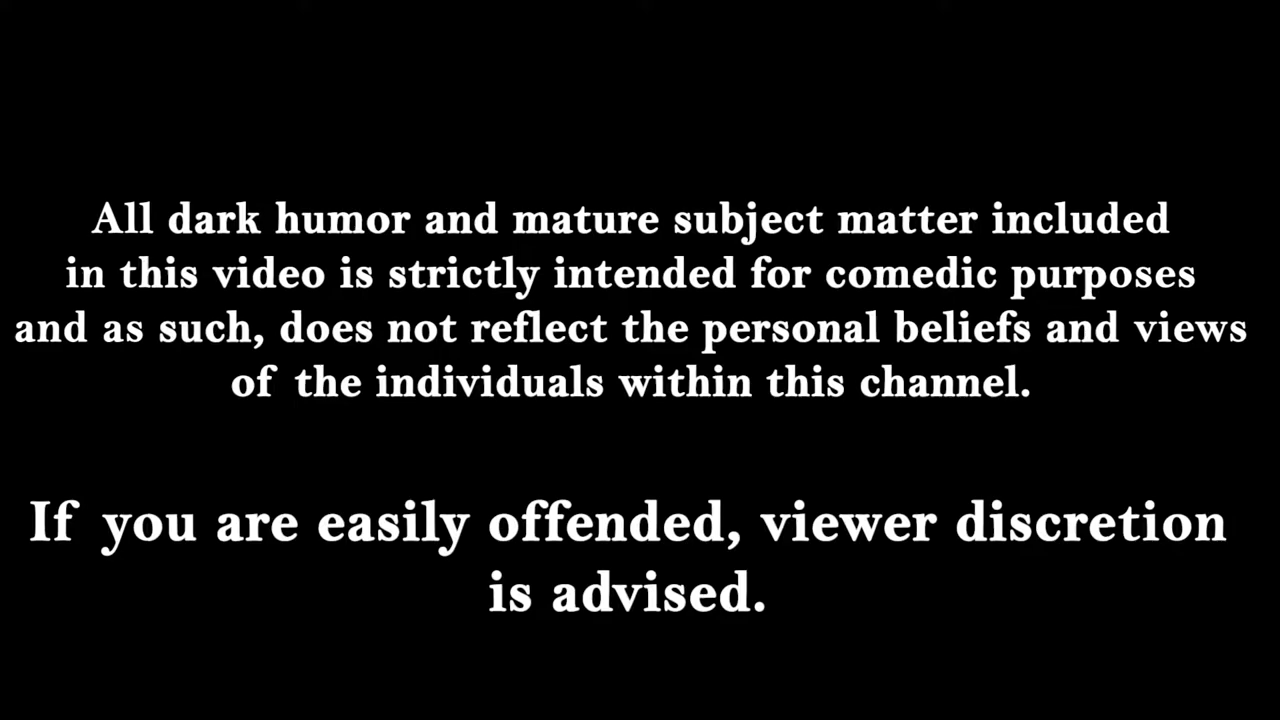 All dark humor and mature subject matter included
in this video is strictly intended for comedic purposes
and as such, does not reflect the personal beliefs and views
of the individuals within this channel.
If you are easily offended, viewer discretion
is advised.